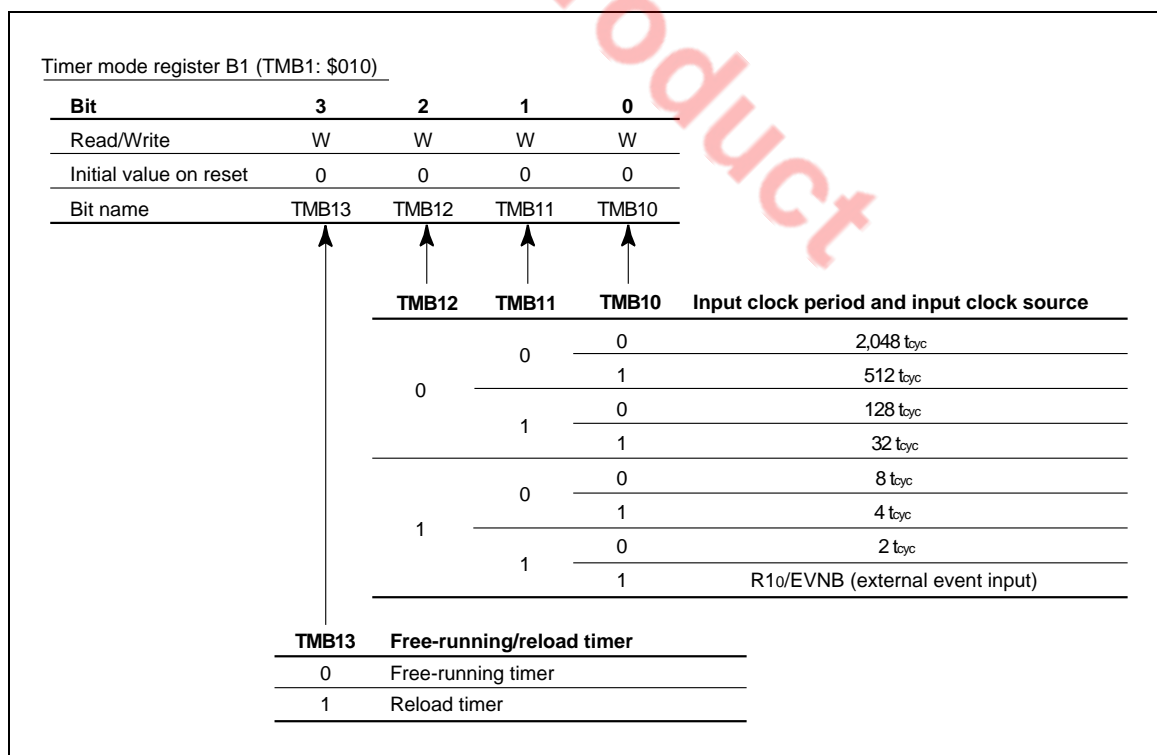 roduct
Timer mode register B1 (TMB1: $010)
Bit 3 2 1 0
Read/Write W W W W
Initial value on reset 0 0 0 0
Bit name TMB13 TMB12 TMB11 TMB10
TMB12 TMB11 TMB10 Input clock period and input clock source
0 0 0 2,048 tcyc
1 512 tcyc
1 0 128 tcyc
1 32 tcyc
1 0 0 8 tcyc
1 4 tcyc
1 0 2 tcyc
1 R10/EVNB (external event input)
TMB13 Free-running/reload timer
0 Free-running timer
1 Reload timer